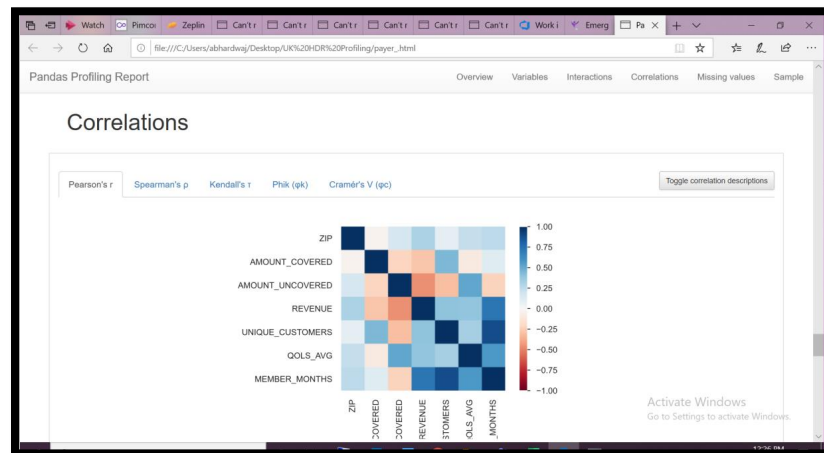 Watch
Pimcor
Zeplin
Can't r
Can't r
Can't r
Can't r
Can't r
Can't r
Work i
Emerg
Pa
file:///C:/Users/abhardwaj/Desktop/UK%20HDR%20Profiling/payer_.html
Pandas Profiling Report
Overview Variables Interactions Correlations Missing values Sample
Correlations
Pearson's r Spearman's ρ Kendall's τ Phik (φk) Cramér's V (φc)
Toggle correlation descriptions
ZIP
AMOUNT_COVERED
AMOUNT_UNCOVERED
REVENUE
UNIQUE_CUSTOMERS
QOLS_AVG
MEMBER_MONTHS
1.00
0.75
0.50
0.25
0.00
−0.25
−0.50
−0.75
−1.00
ZIP
COVERED
COVERED
REVENUE
STOMERS
OLS_AVG
_MONTHS
Activate Windows
Go to Settings to activate Windows.